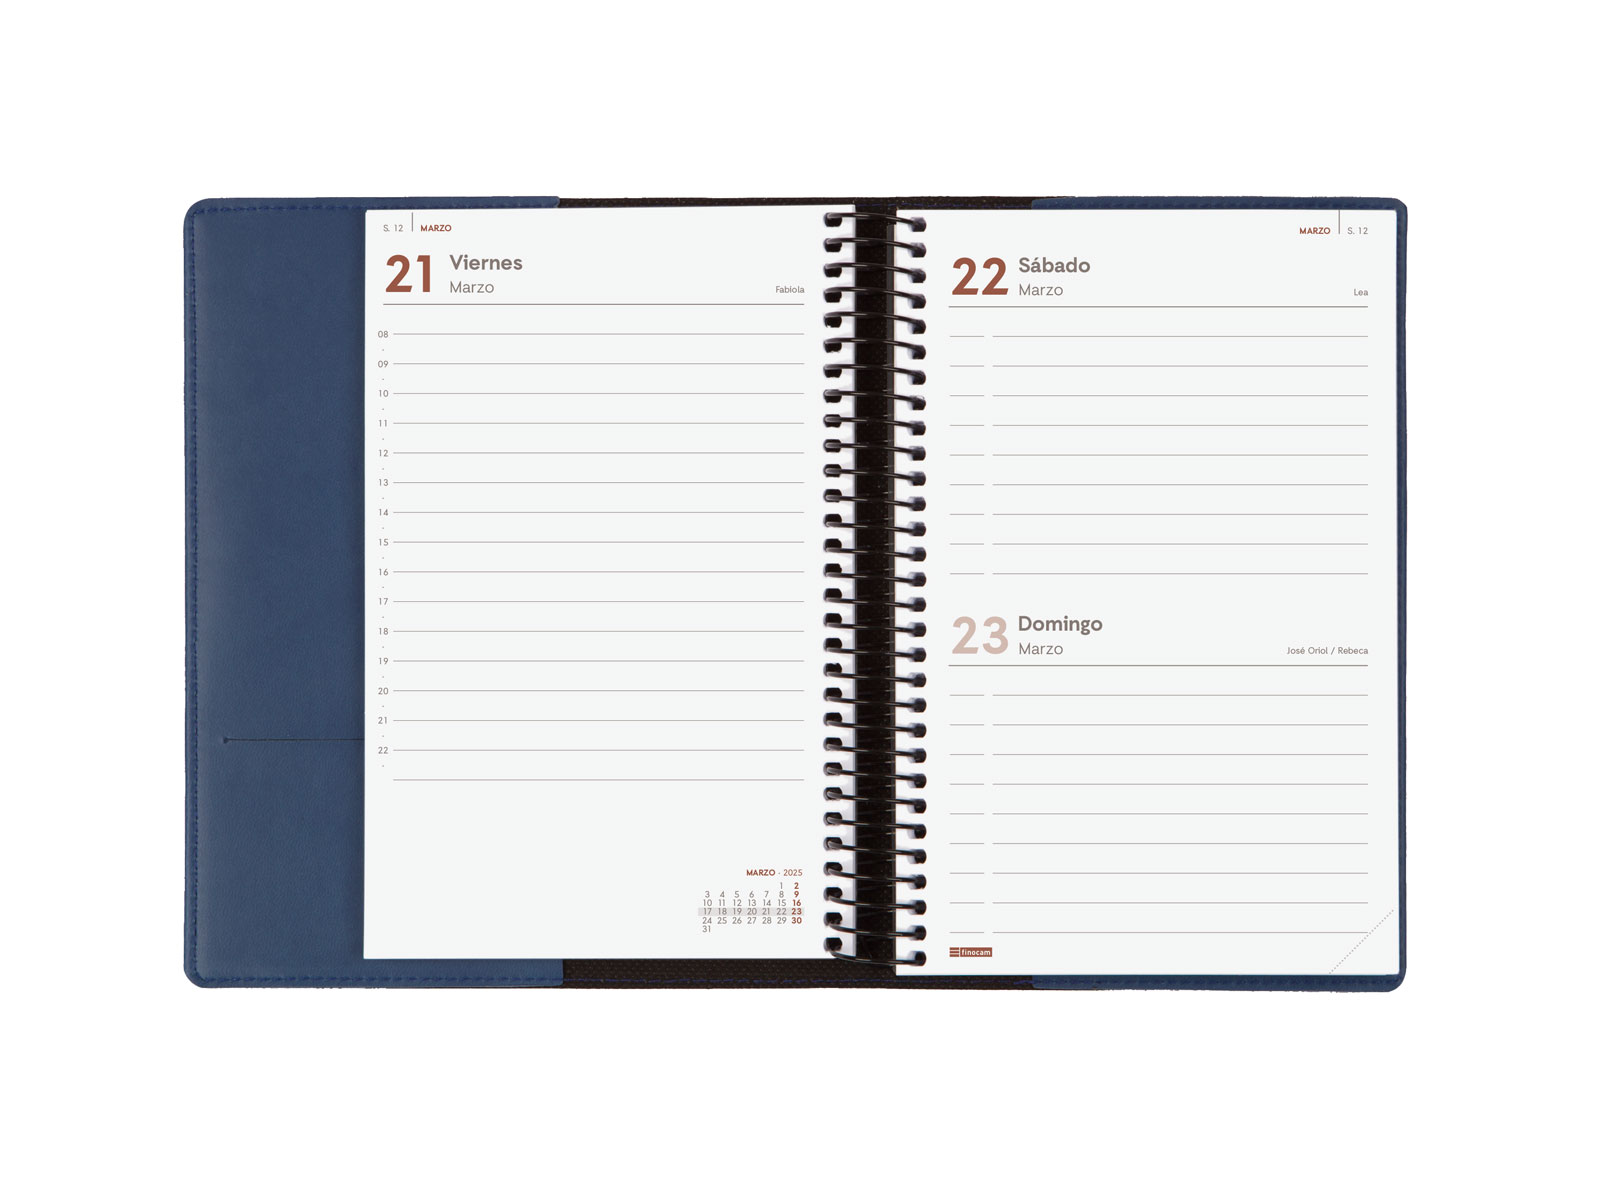 S. 12 MARZO
21 Viernes
Marzo
Fabiola
08
09
10
11
12
13
14
15
16
17
18
19
20
21
22
MARZO · 2025
1 2
3 4 5 6 7 8 9
10 11 12 13 14 15 16
17 18 19 20 21 22 23
24 25 26 27 28 29 30
31
MARZO S. 12
22 Sábado
Marzo
Lea
23 Domingo
Marzo
José Oriol / Rebeca
finocam